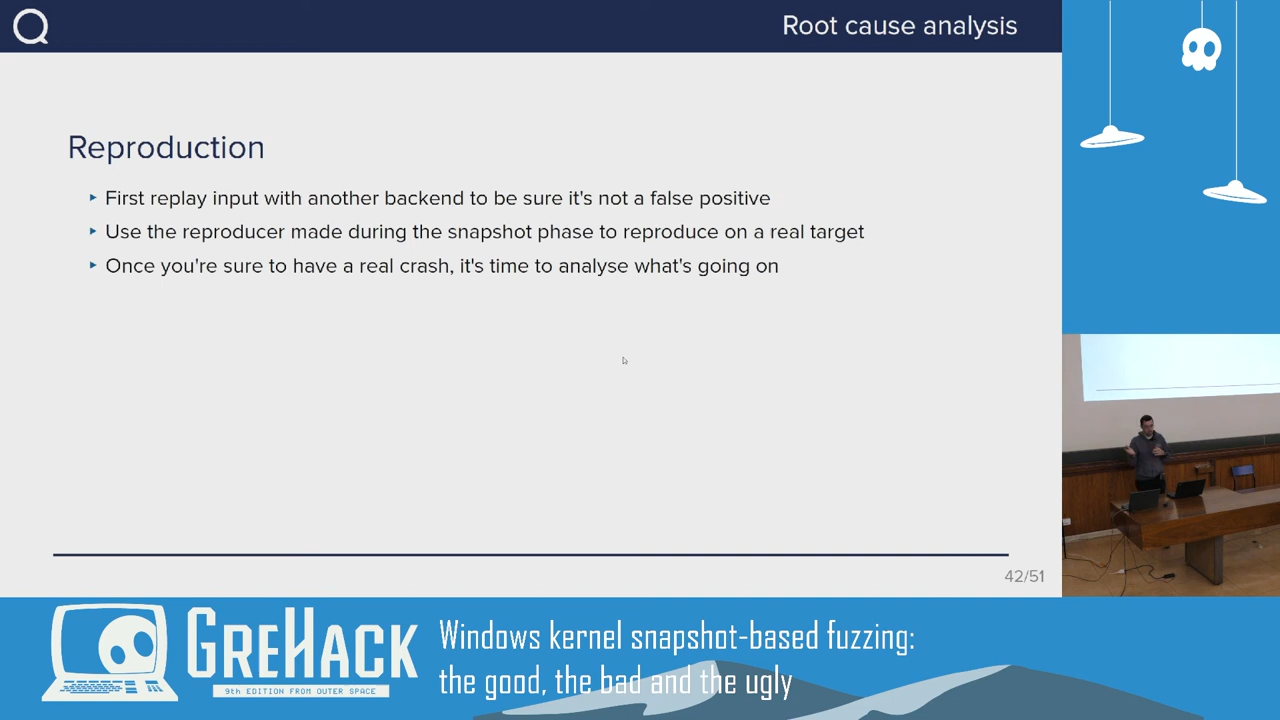 Root cause analysis
Reproduction
First replay input with another backend to be sure it's not a false positive
Use the reproducer made during the snapshot phase to reproduce on a real target
Once you're sure to have a real crash, it's time to analyse what's going on
42/51
GREHACK
9th EDITION FROM OUTER SPACE
Windows kernel snapshot-based fuzzing:
the good, the bad and the ugly